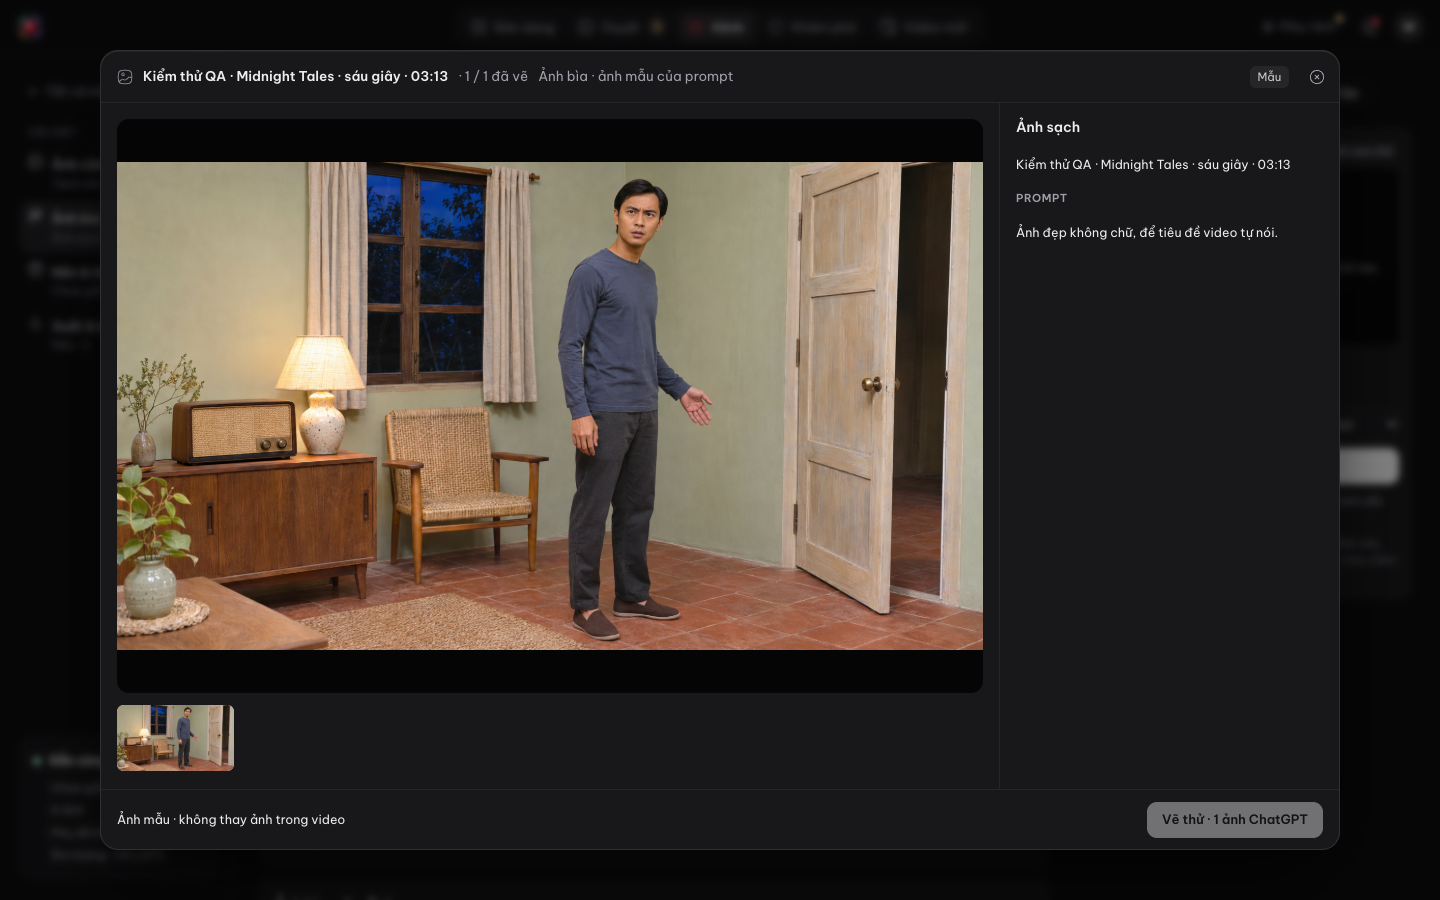 Kiểm thử QA · Midnight Tales · sáu giây · 03:13 · 1 / 1 đã vẽ Ảnh bìa · ảnh mẫu của prompt
Mẫu
Ảnh sạch
Kiểm thử QA · Midnight Tales · sáu giây · 03:13
PROMPT
Ảnh đẹp không chữ, để tiêu đề video tự nói.
Ảnh mẫu · không thay ảnh trong video
Vẽ thử · 1 ảnh ChatGPT